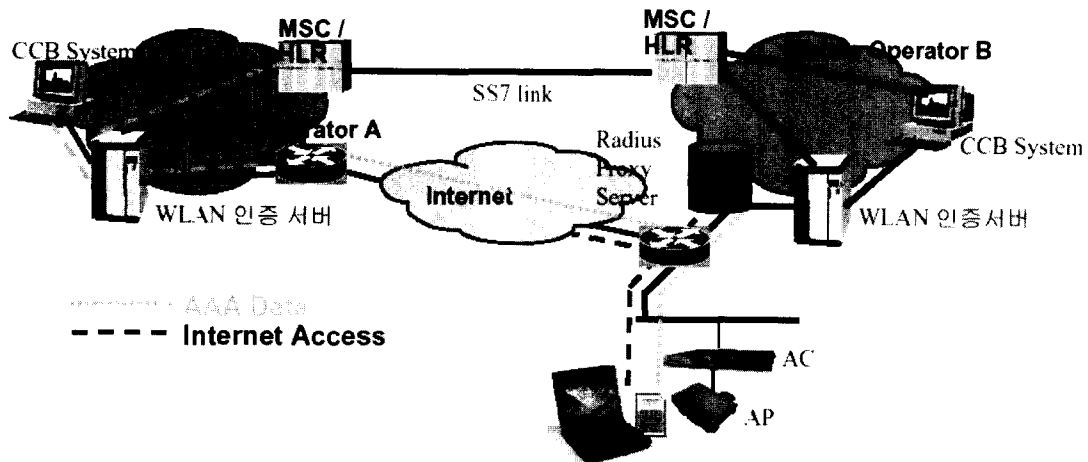 MSC /
HLR
CCB System
SS7 link
MSC /
HLR
Operator B
CCB System
erator A
Internet
Radius
Proxy
Server
WLAN 인증 서버
WLAN 인증서버
AAA Data
Internet Access
AC
AP